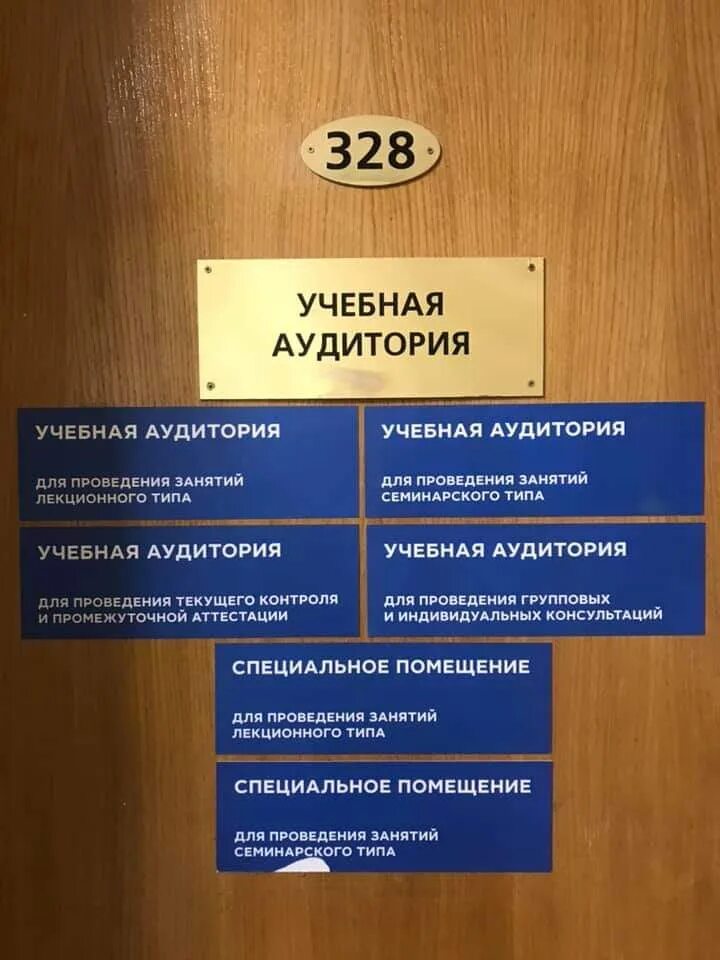 328
УЧЕБНАЯ
АУДИТОРИЯ
УЧЕБНАЯ АУДИТОРИЯ
ДЛЯ ПРОВЕДЕНИЯ ЗАНЯТИЙ
ЛЕКЦИОННОГО ТИПА
УЧЕБНАЯ АУДИТОРИЯ
ДЛЯ ПРОВЕДЕНИЯ ЗАНЯТИЙ
СЕМИНАРСКОГО ТИПА
УЧЕБНАЯ АУДИТОРИЯ
ДЛЯ ПРОВЕДЕНИЯ ТЕКУЩЕГО КОНТРОЛЯ
И ПРОМЕЖУТОЧНОЙ АТТЕСТАЦИИ
УЧЕБНАЯ АУДИТОРИЯ
ДЛЯ ПРОВЕДЕНИЯ ГРУППОВЫХ
И ИНДИВИДУАЛЬНЫХ КОНСУЛЬТАЦИЙ
СПЕЦИАЛЬНОЕ ПОМЕЩЕНИЕ
ДЛЯ ПРОВЕДЕНИЯ ЗАНЯТИЙ
ЛЕКЦИОННОГО ТИПА
СПЕЦИАЛЬНОЕ ПОМЕЩЕНИЕ
ДЛЯ ПРОВЕДЕНИЯ ЗАНЯТИЙ
СЕМИНАРСКОГО ТИПА